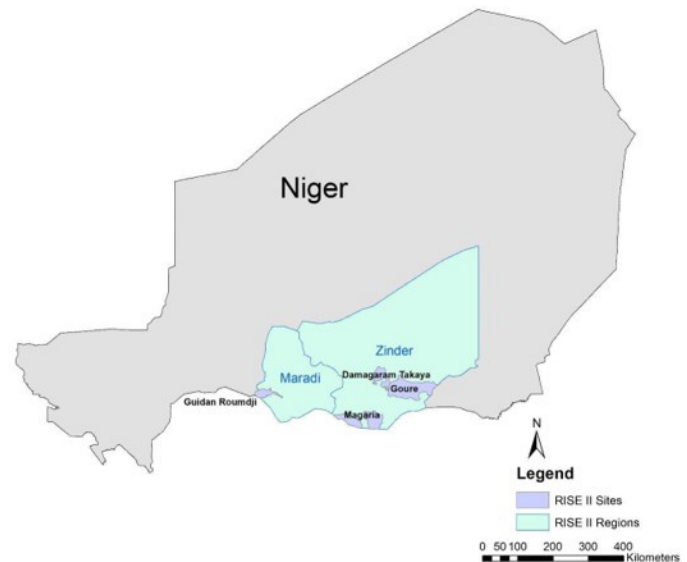 Niger
Zinder
Damagaram Takaya
Maradi
Goure
Guidan Roumdji
Magaria
N
Legend
RISE II Sites
RISE II Regions
0 50 100 200 300 400
Kilometers